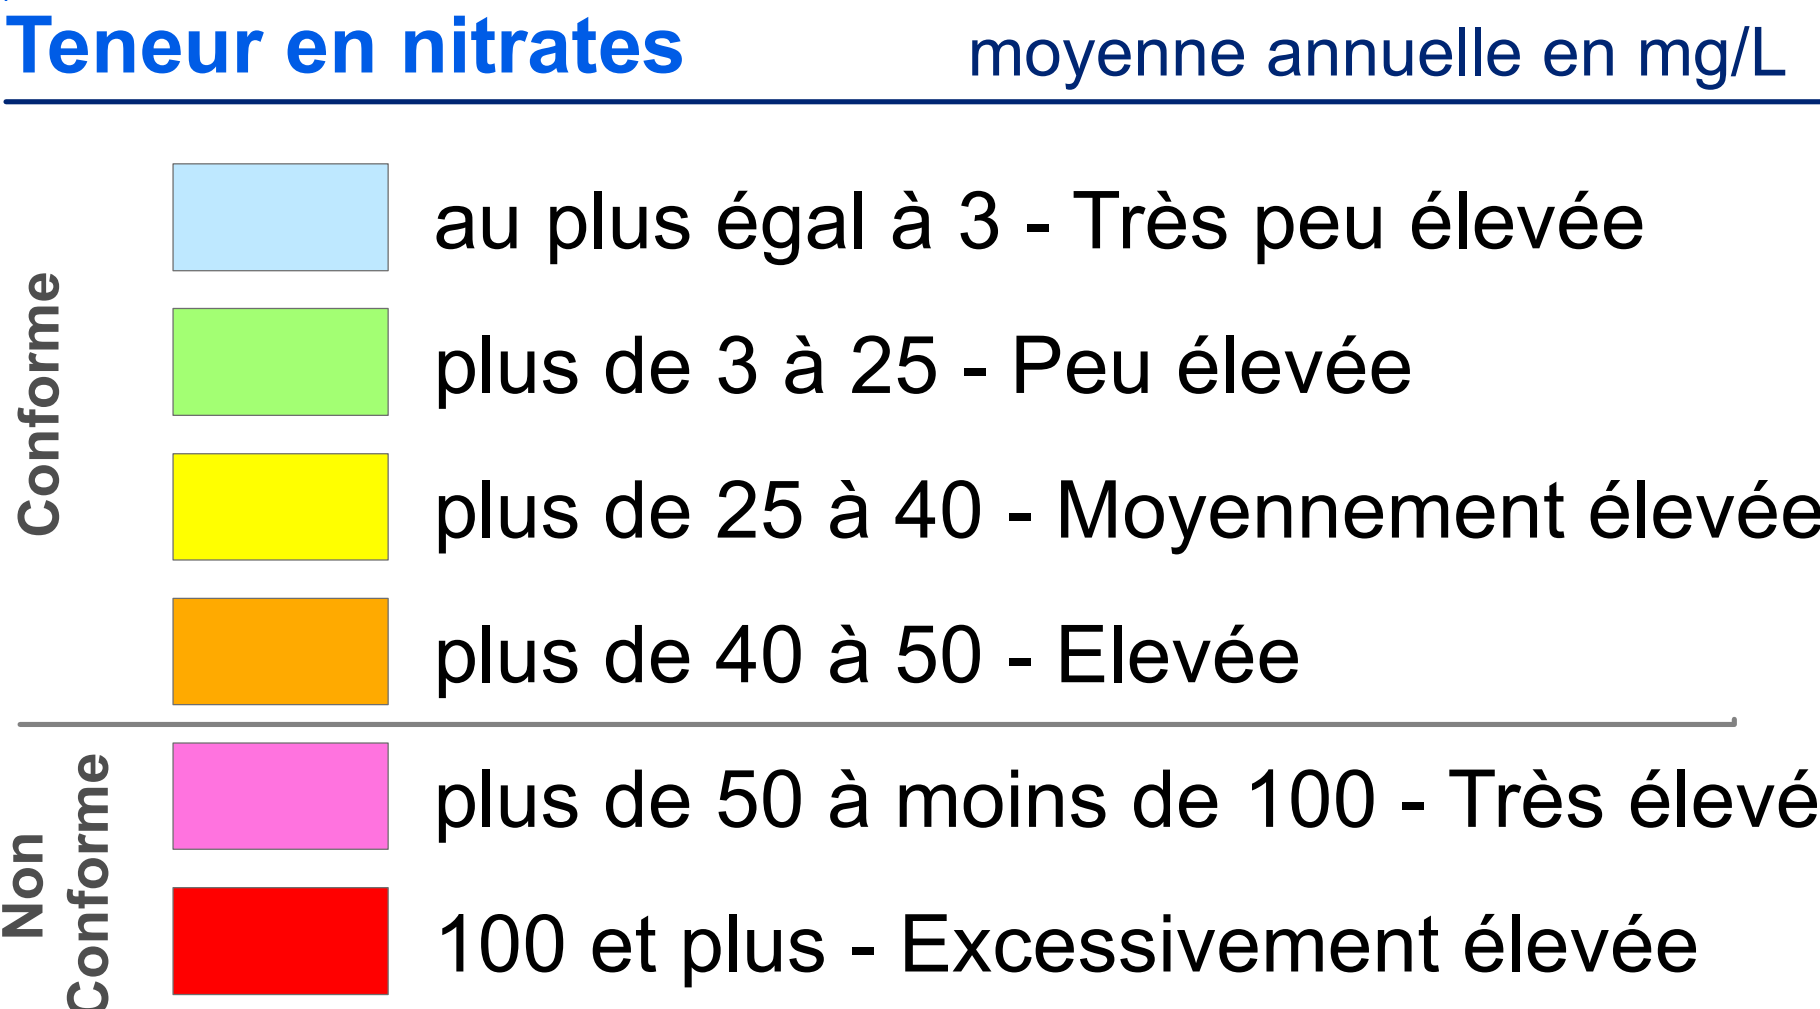 Teneur en nitrates moyenne annuelle en mg/L
Conforme
au plus égal à 3 - Très peu élevée
plus de 3 à 25 - Peu élevée
plus de 25 à 40 - Moyennement élevée
plus de 40 à 50 - Elevée
Non
Conforme
plus de 50 à moins de 100 - Très élevé
100 et plus - Excessivement élevée